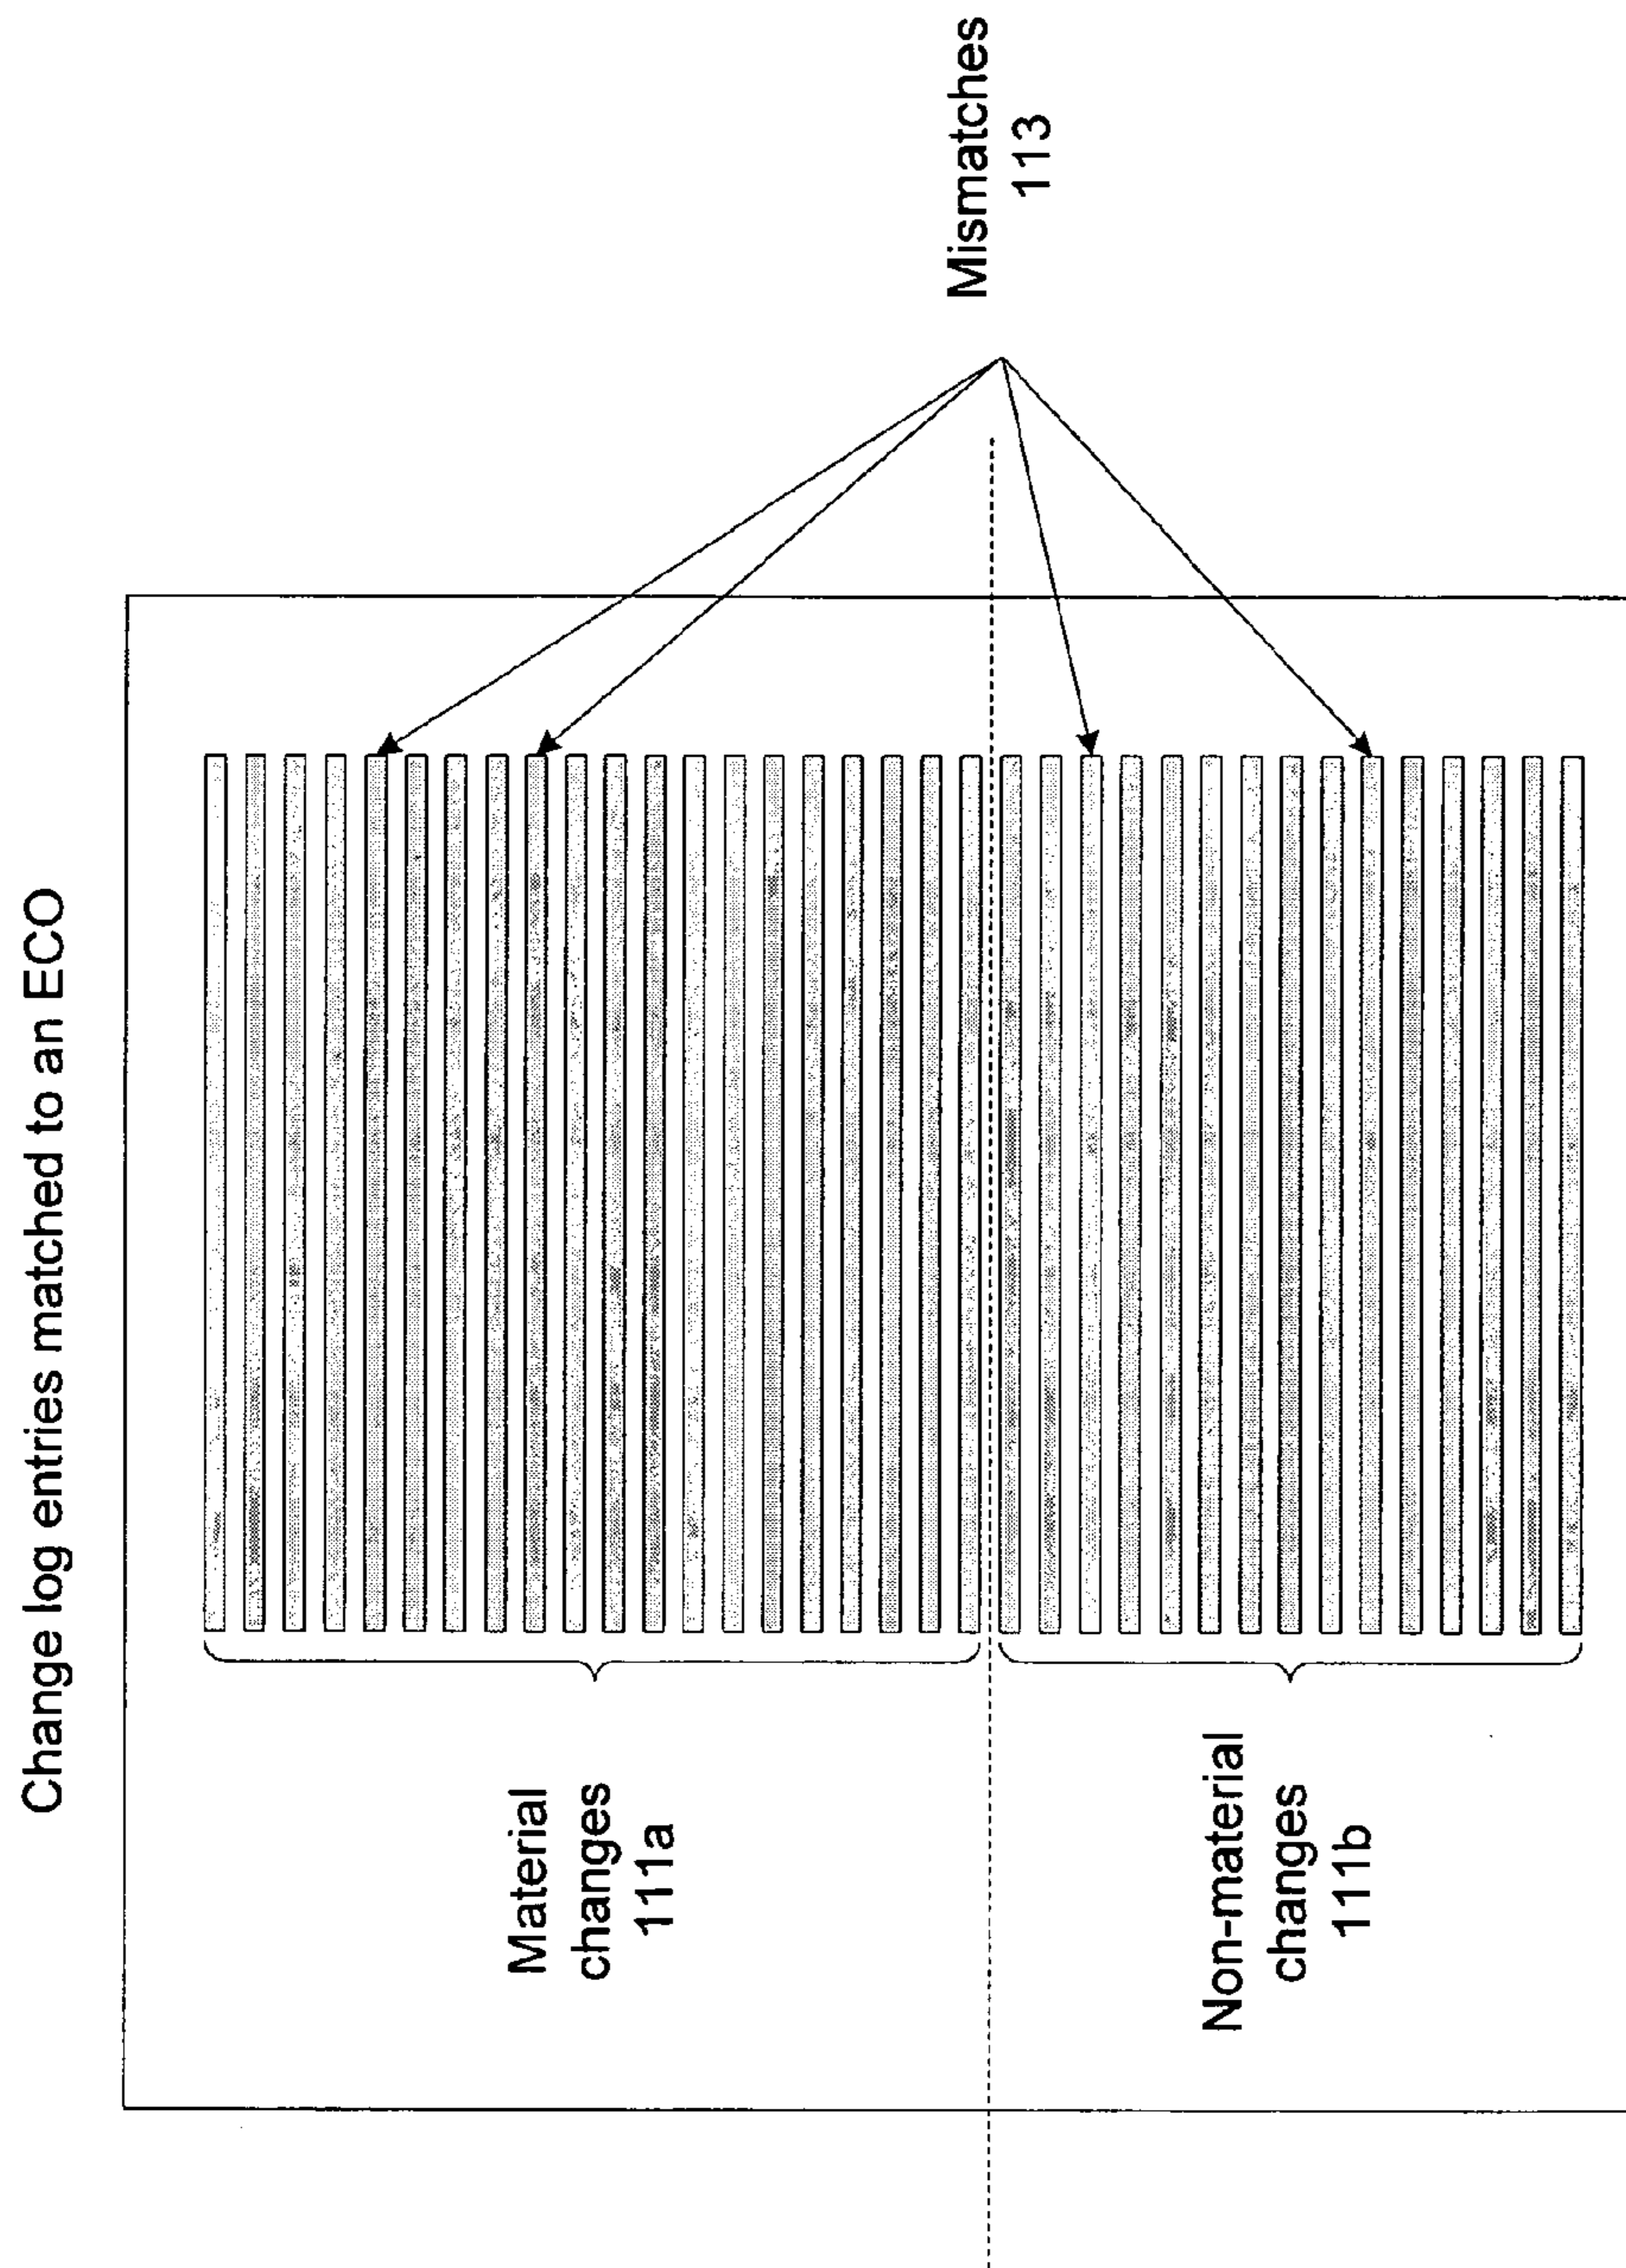 Change log entries matched to an ECO
Material
changes
111a
Non-material
changes
111b
Mismatches
113